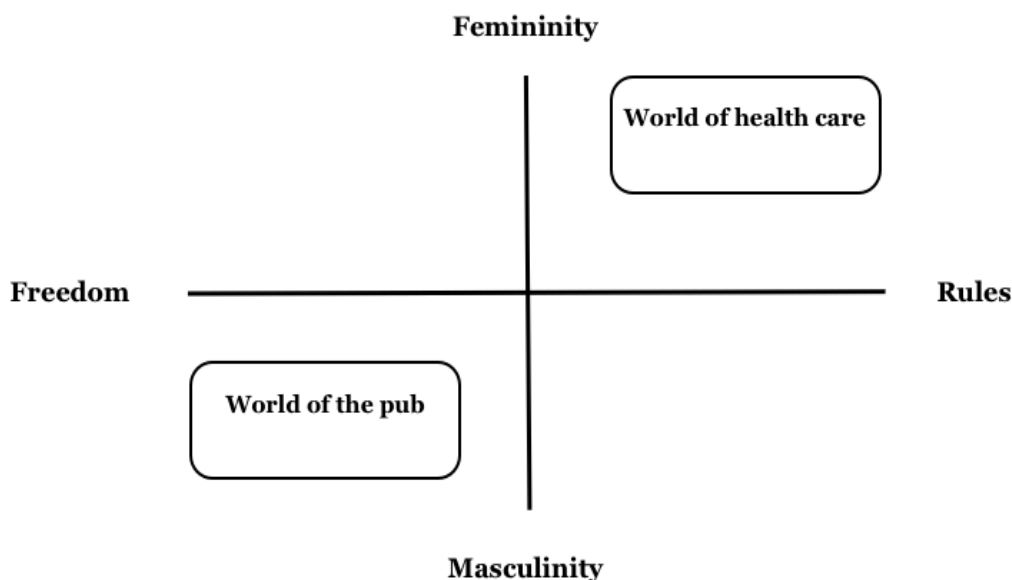 Femininity
World of health care
Freedom
Rules
World of the pub
Masculinity